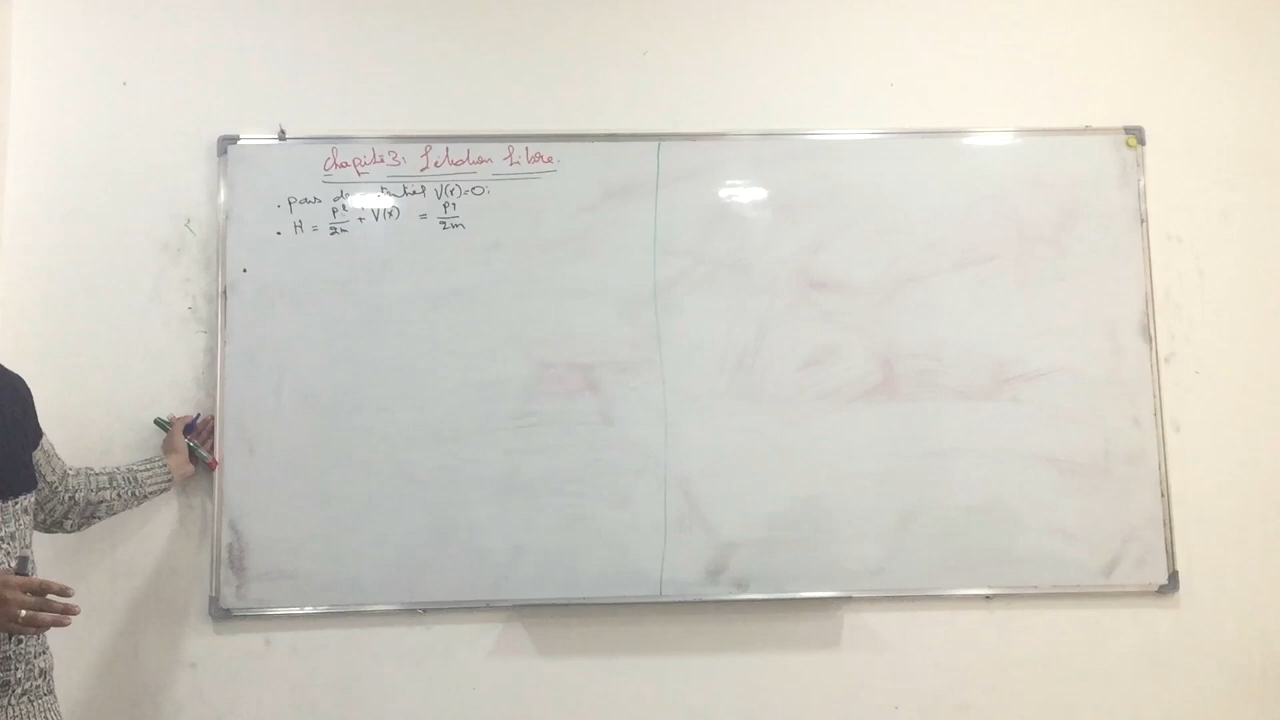 Chapitre 3: L'électron Libre.
. pas de potentiel V(x)=0:
. H = p²/2m + V(x) = p²/2m